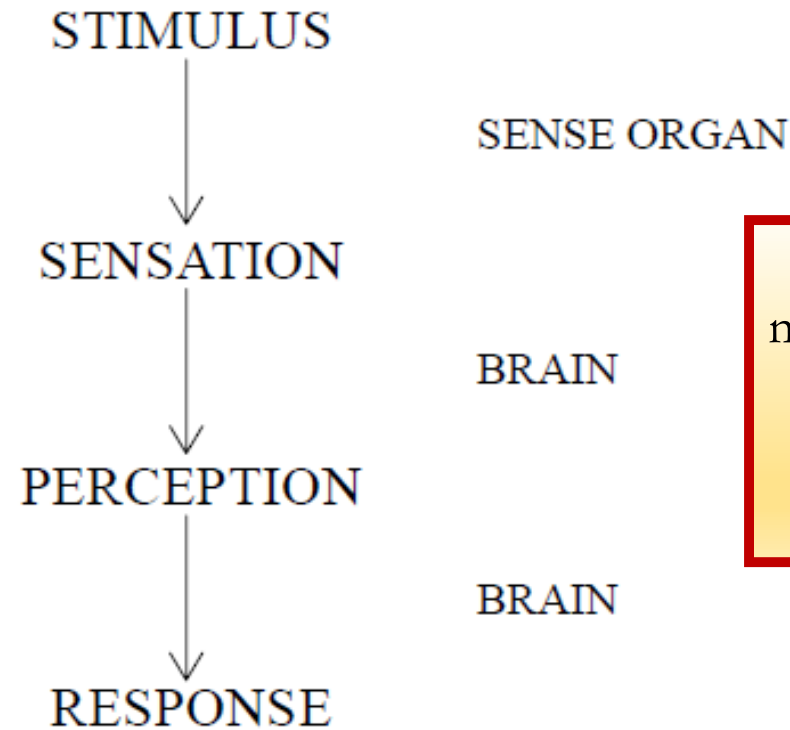 STIMULUS
SENSE ORGAN
SENSATION
BRAIN
PERCEPTION
BRAIN
RESPONSE